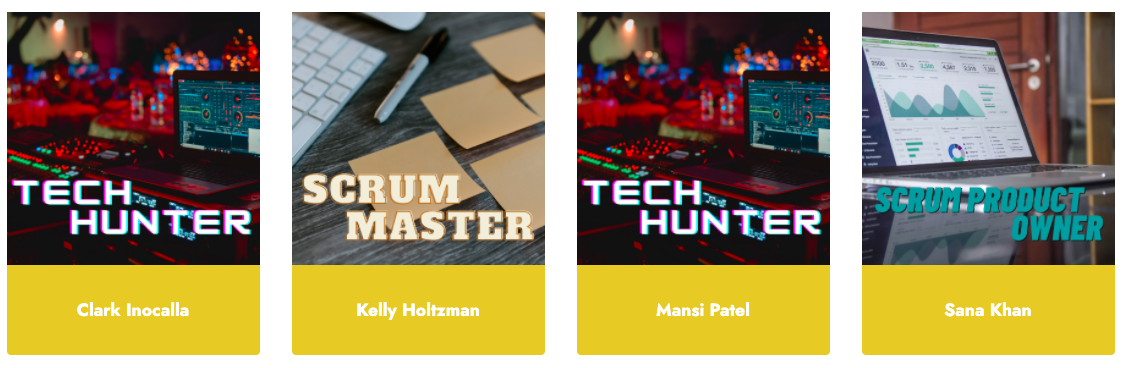 TECH
HUNTER
Clark Inocalla
SCRUM
MASTER
Kelly Holtzman
TECH
HUNTER
Mansi Patel
SCRUM PRODUCT
OWNER
Sana Khan